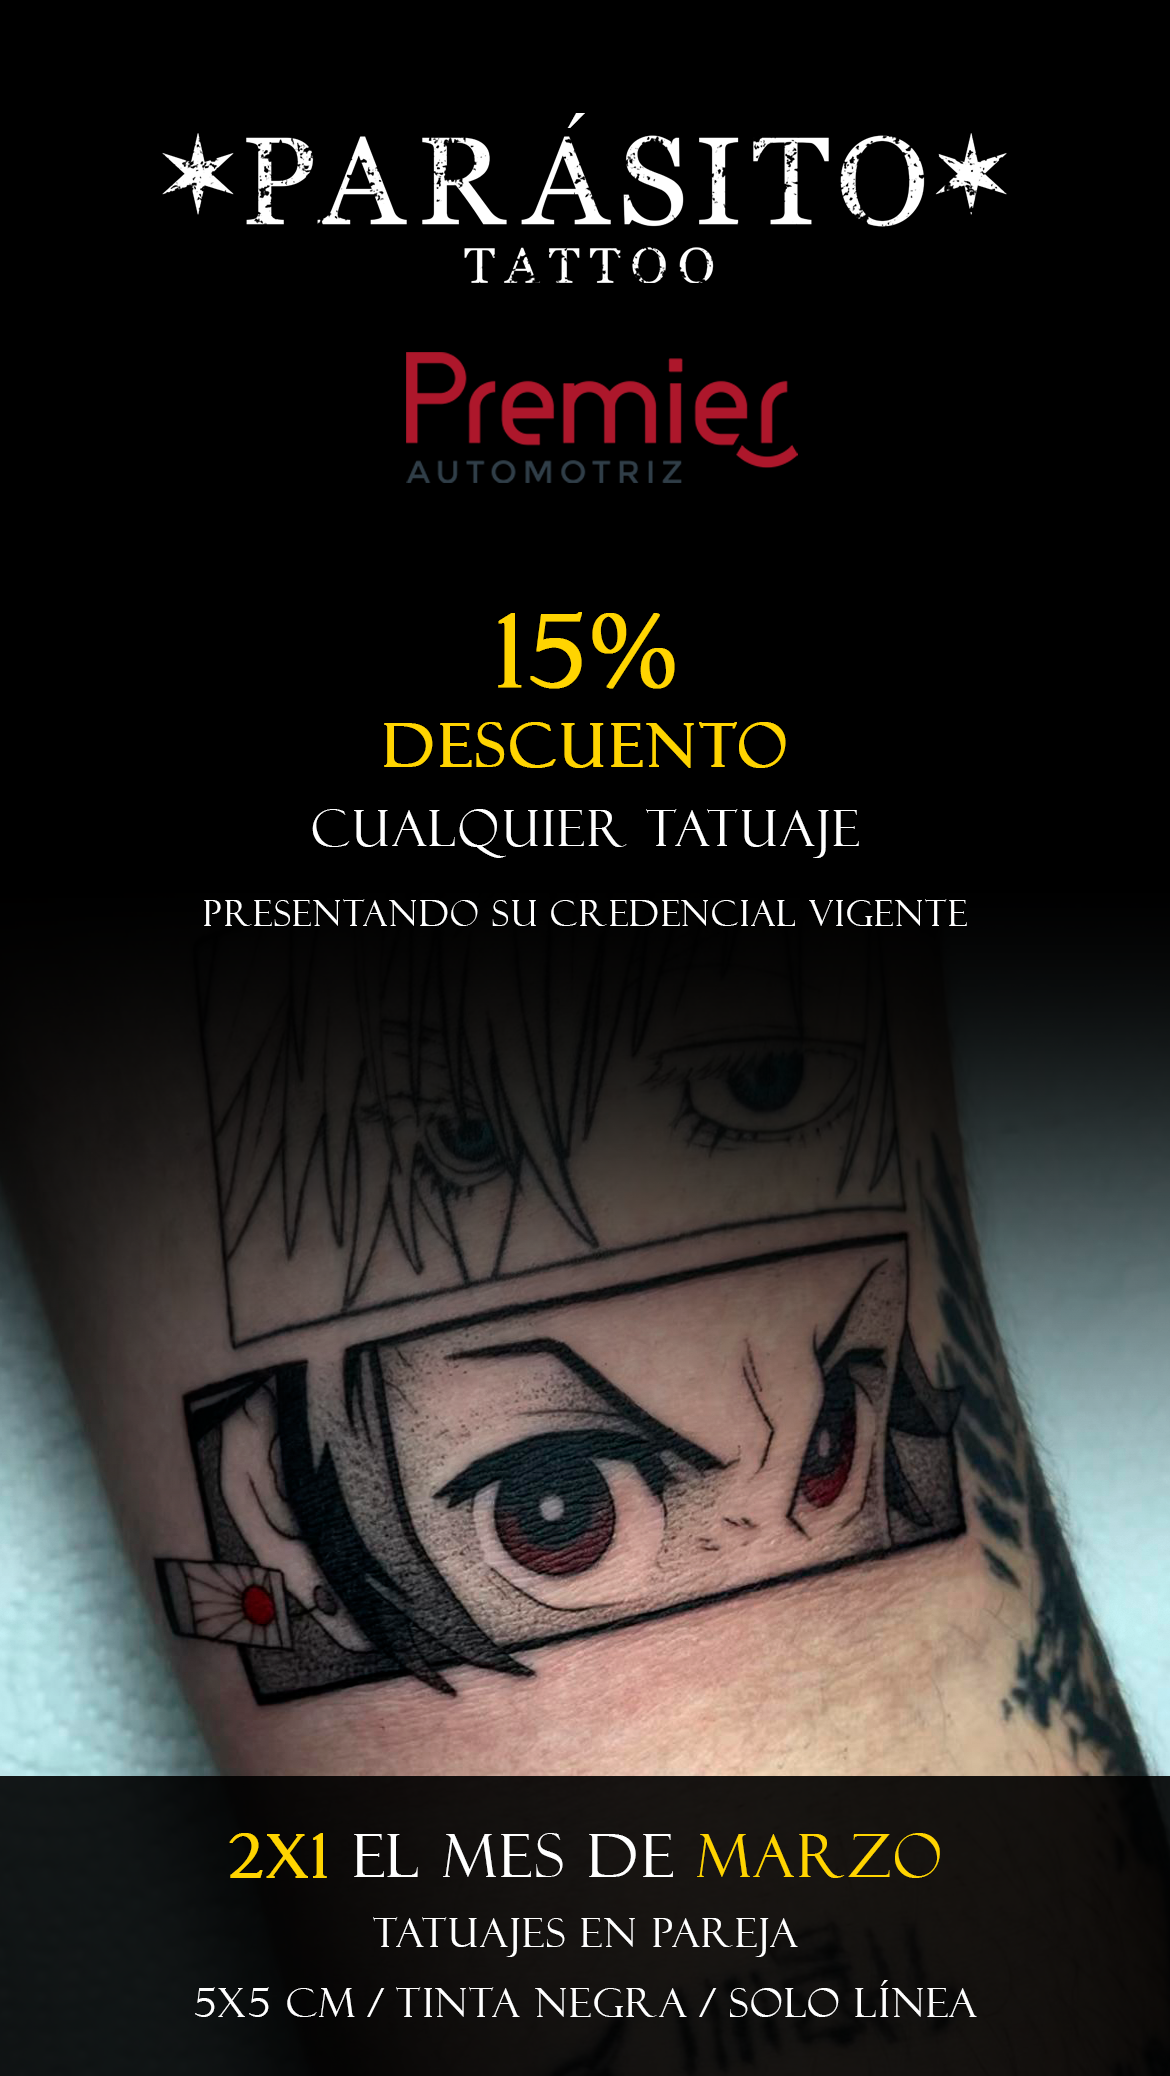 *PARÁSITO*
TATTOO
Premier
AUTOMOTRIZ
15%
DESCUENTO
CUALQUIER TATUAJE
PRESENTANDO SU CREDENCIAL VIGENTE
2X1 EL MES DE MARZO
TATUAJES EN PAREJA
5X5 CM / TINTA NEGRA / SOLO LÍNEA